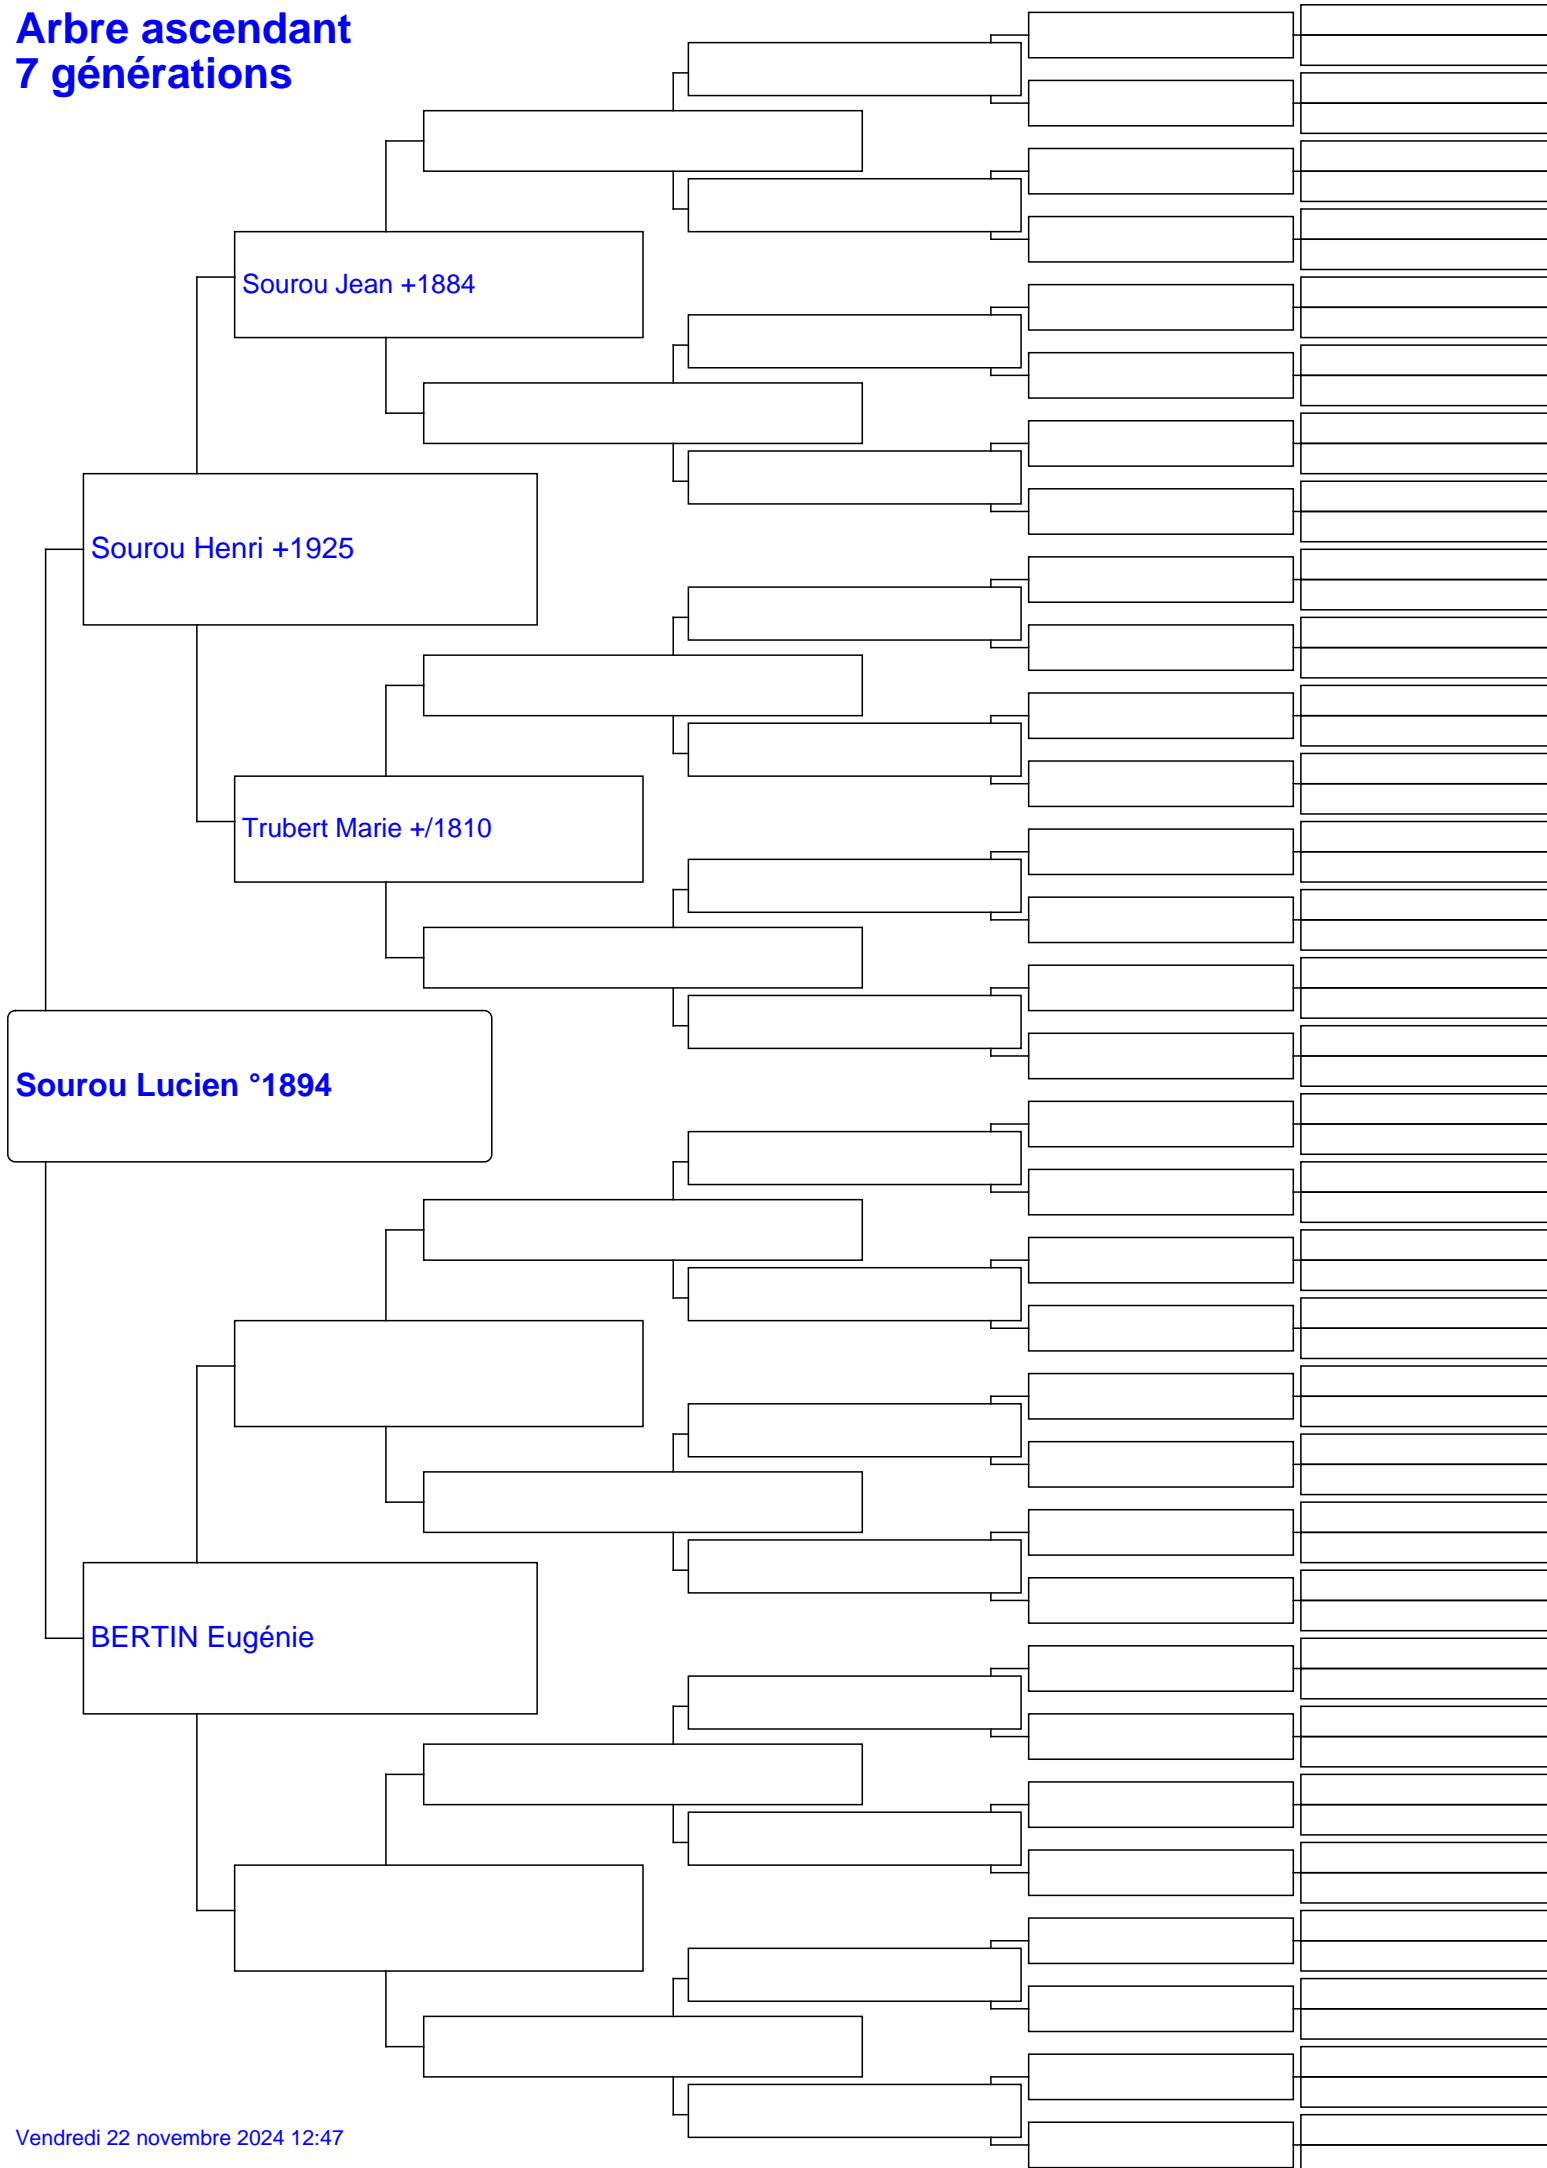 Arbre ascendant
7 générations
Sourou Jean +1884
Sourou Henri +1925
Trubert Marie +/1810
Sourou Lucien °1894
BERTIN Eugénie
Vendredi 22 novembre 2024 12:47